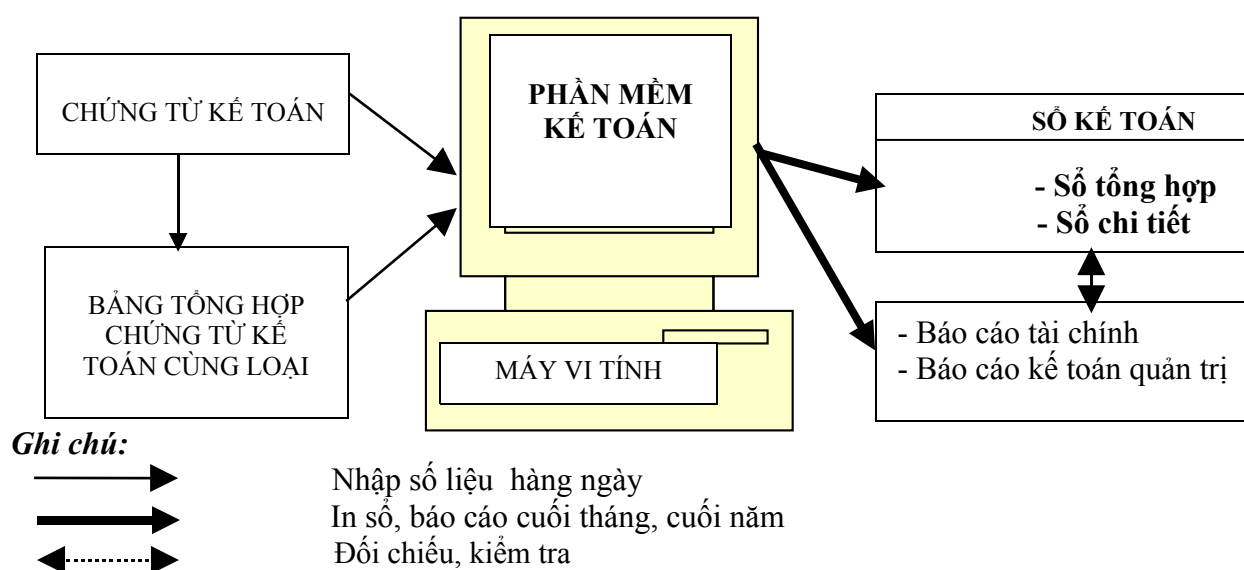 CHỨNG TỪ KẾ TOÁN
BẢNG TỔNG HỢP
CHỨNG TỪ KẾ
TOÁN CÙNG LOẠI
PHẦN MỀM
KẾ TOÁN
MÁY VI TÍNH
SỔ KẾ TOÁN
- Sổ tổng hợp
- Sổ chi tiết
- Báo cáo tài chính
- Báo cáo kế toán quản trị
Ghi chú:
Nhập số liệu hàng ngày
In sổ, báo cáo cuối tháng, cuối năm
Đối chiếu, kiểm tra